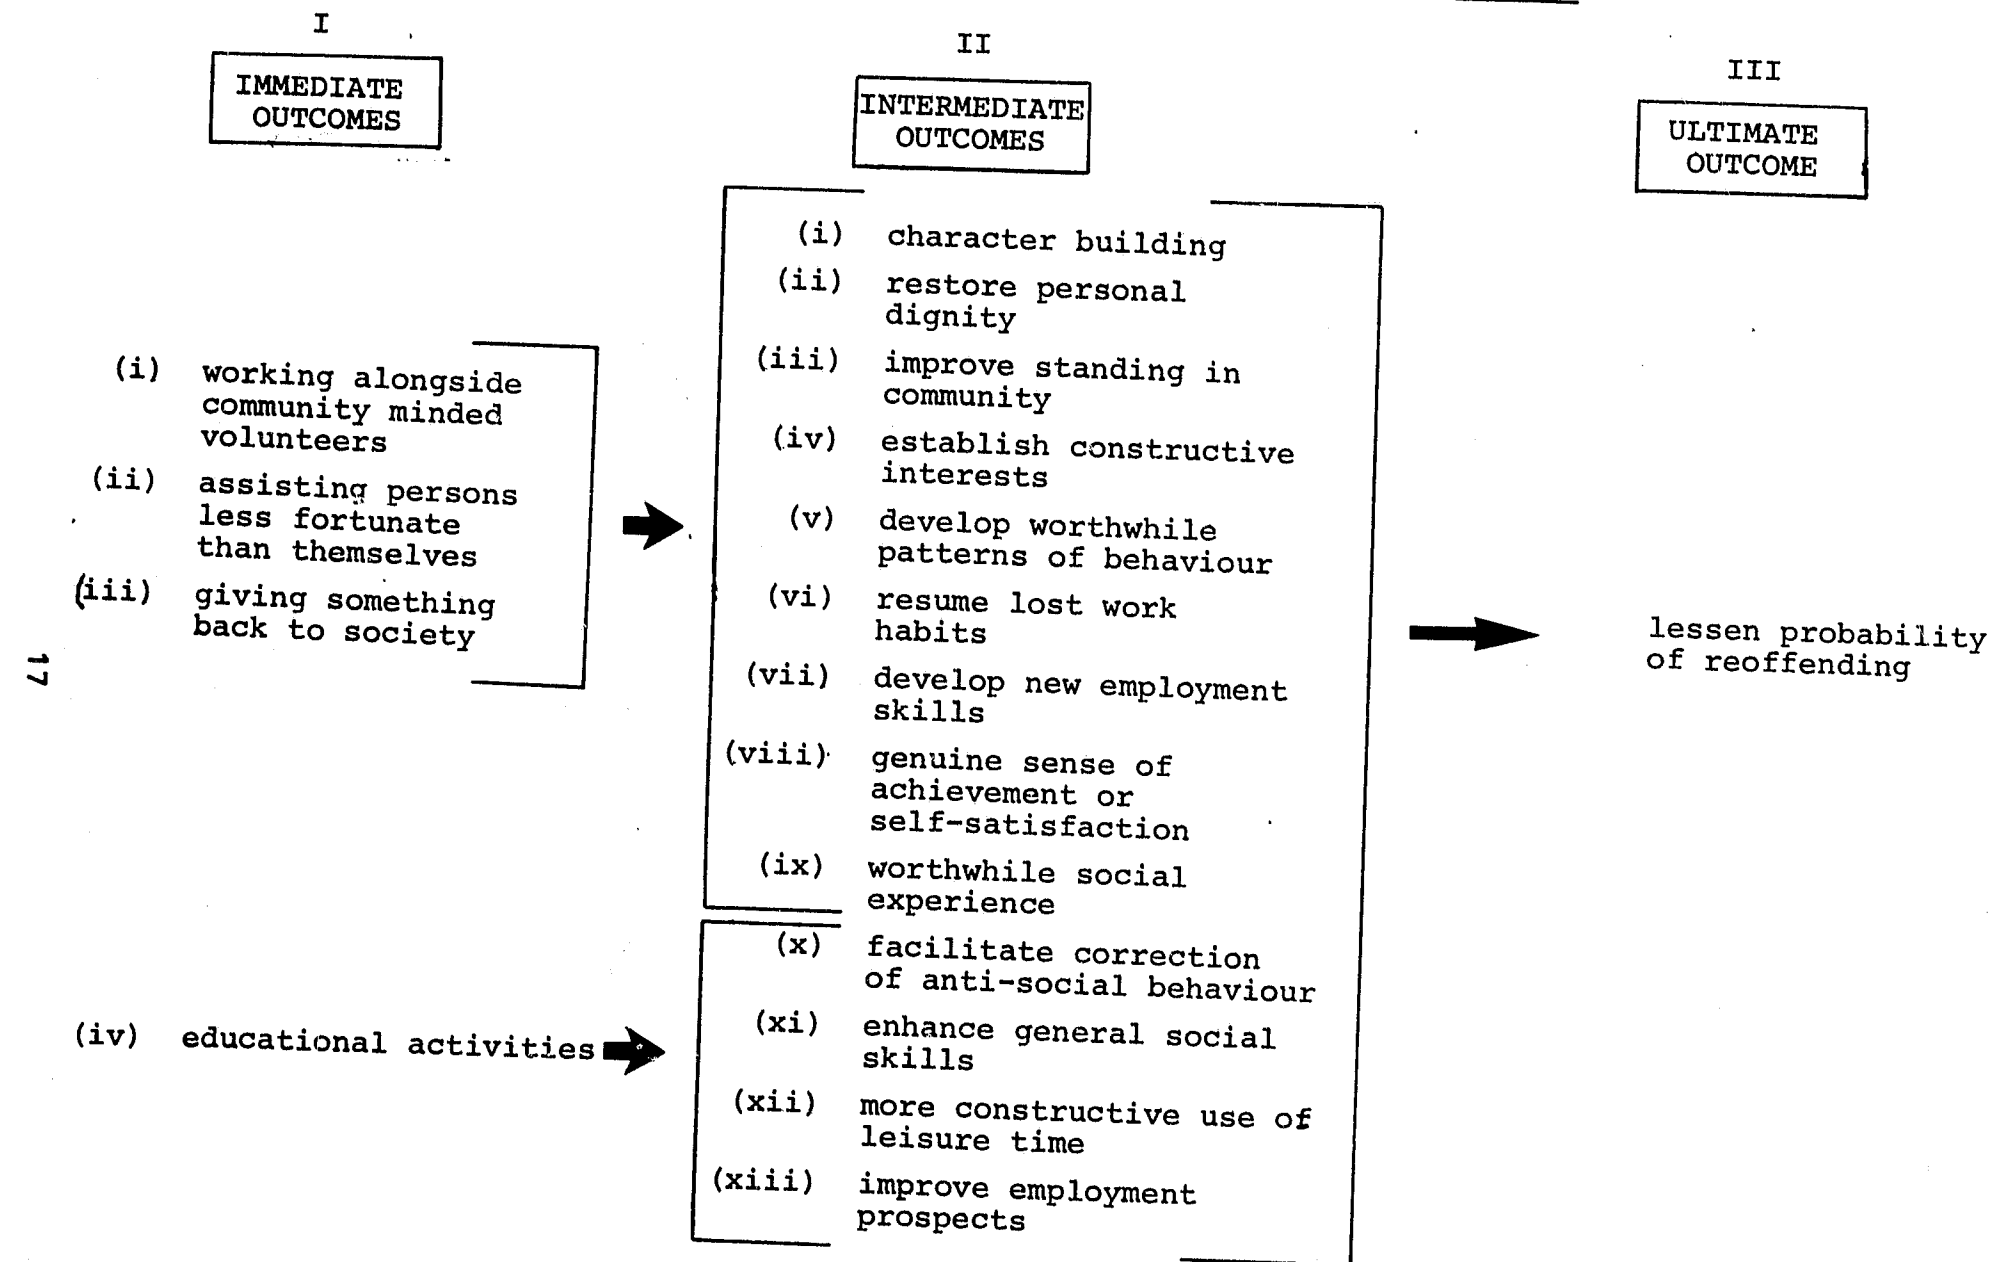 I
IMMEDIATE
OUTCOMES
(i) working alongside
community minded
volunteers
(ii) assisting persons
less fortunate
than themselves
(iii) giving something
back to society
(iv) educational activities
II
INTERMEDIATE
OUTCOMES
(i) character building
(ii) restore personal
dignity
(iii) improve standing in
community
(iv) establish constructive
interests
(v) develop worthwhile
patterns of behaviour
(vi) resume lost work
habits
(vii) develop new employment
skills
(viii) genuine sense of
achievement or
self-satisfaction
(ix) worthwhile social
experience
(x) facilitate correction
of anti-social behaviour
(xi) enhance general social
skills
(xii) more constructive use of
leisure time
(xiii) improve employment
prospects
III
ULTIMATE
OUTCOME
lessen probability
of reoffending
17